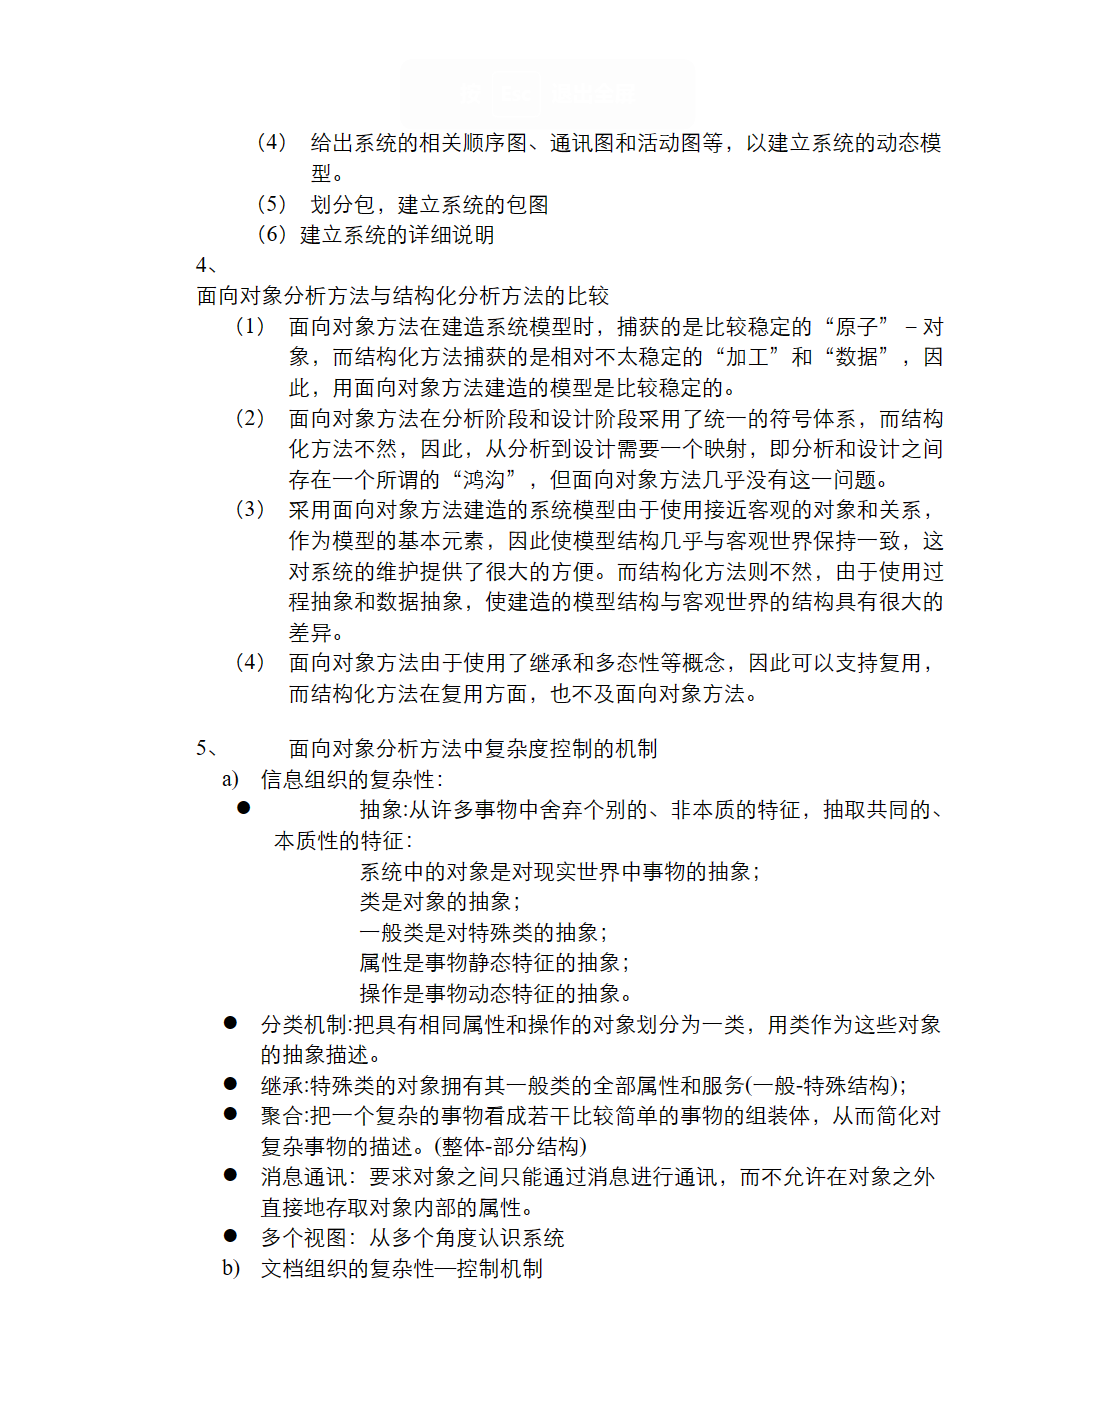 （4） 给出系统的相关顺序图、通讯图和活动图等，以建立系统的动态模
型。
（5） 划分包，建立系统的包图
（6）建立系统的详细说明
4、
面向对象分析方法与结构化分析方法的比较
（1） 面向对象方法在建造系统模型时，捕获的是比较稳定的“原子” – 对
象，而结构化方法捕获的是相对不太稳定的“加工”和“数据”，因
此，用面向对象方法建造的模型是比较稳定的。
（2） 面向对象方法在分析阶段和设计阶段采用了统一的符号体系，而结构
化方法不然，因此，从分析到设计需要一个映射，即分析和设计之间
存在一个所谓的“鸿沟”，但面向对象方法几乎没有这一问题。
（3） 采用面向对象方法建造的系统模型由于使用接近客观的对象和关系，
作为模型的基本元素，因此使模型结构几乎与客观世界保持一致，这
对系统的维护提供了很大的方便。而结构化方法则不然，由于使用过
程抽象和数据抽象，使建造的模型结构与客观世界的结构具有很大的
差异。
（4） 面向对象方法由于使用了继承和多态性等概念，因此可以支持复用，
而结构化方法在复用方面，也不及面向对象方法。
5、 面向对象分析方法中复杂度控制的机制
a) 信息组织的复杂性：
● 抽象:从许多事物中舍弃个别的、非本质的特征，抽取共同的、
本质性的特征：
系统中的对象是对现实世界中事物的抽象；
类是对象的抽象；
一般类是对特殊类的抽象；
属性是事物静态特征的抽象；
操作是事物动态特征的抽象。
● 分类机制:把具有相同属性和操作的对象划分为一类，用类作为这些对象
的抽象描述。
● 继承:特殊类的对象拥有其一般类的全部属性和服务(一般-特殊结构)；
● 聚合:把一个复杂的事物看成若干比较简单的事物的组装体，从而简化对
复杂事物的描述。(整体-部分结构)
● 消息通讯：要求对象之间只能通过消息进行通讯，而不允许在对象之外
直接地存取对象内部的属性。
● 多个视图：从多个角度认识系统
b) 文档组织的复杂性—控制机制